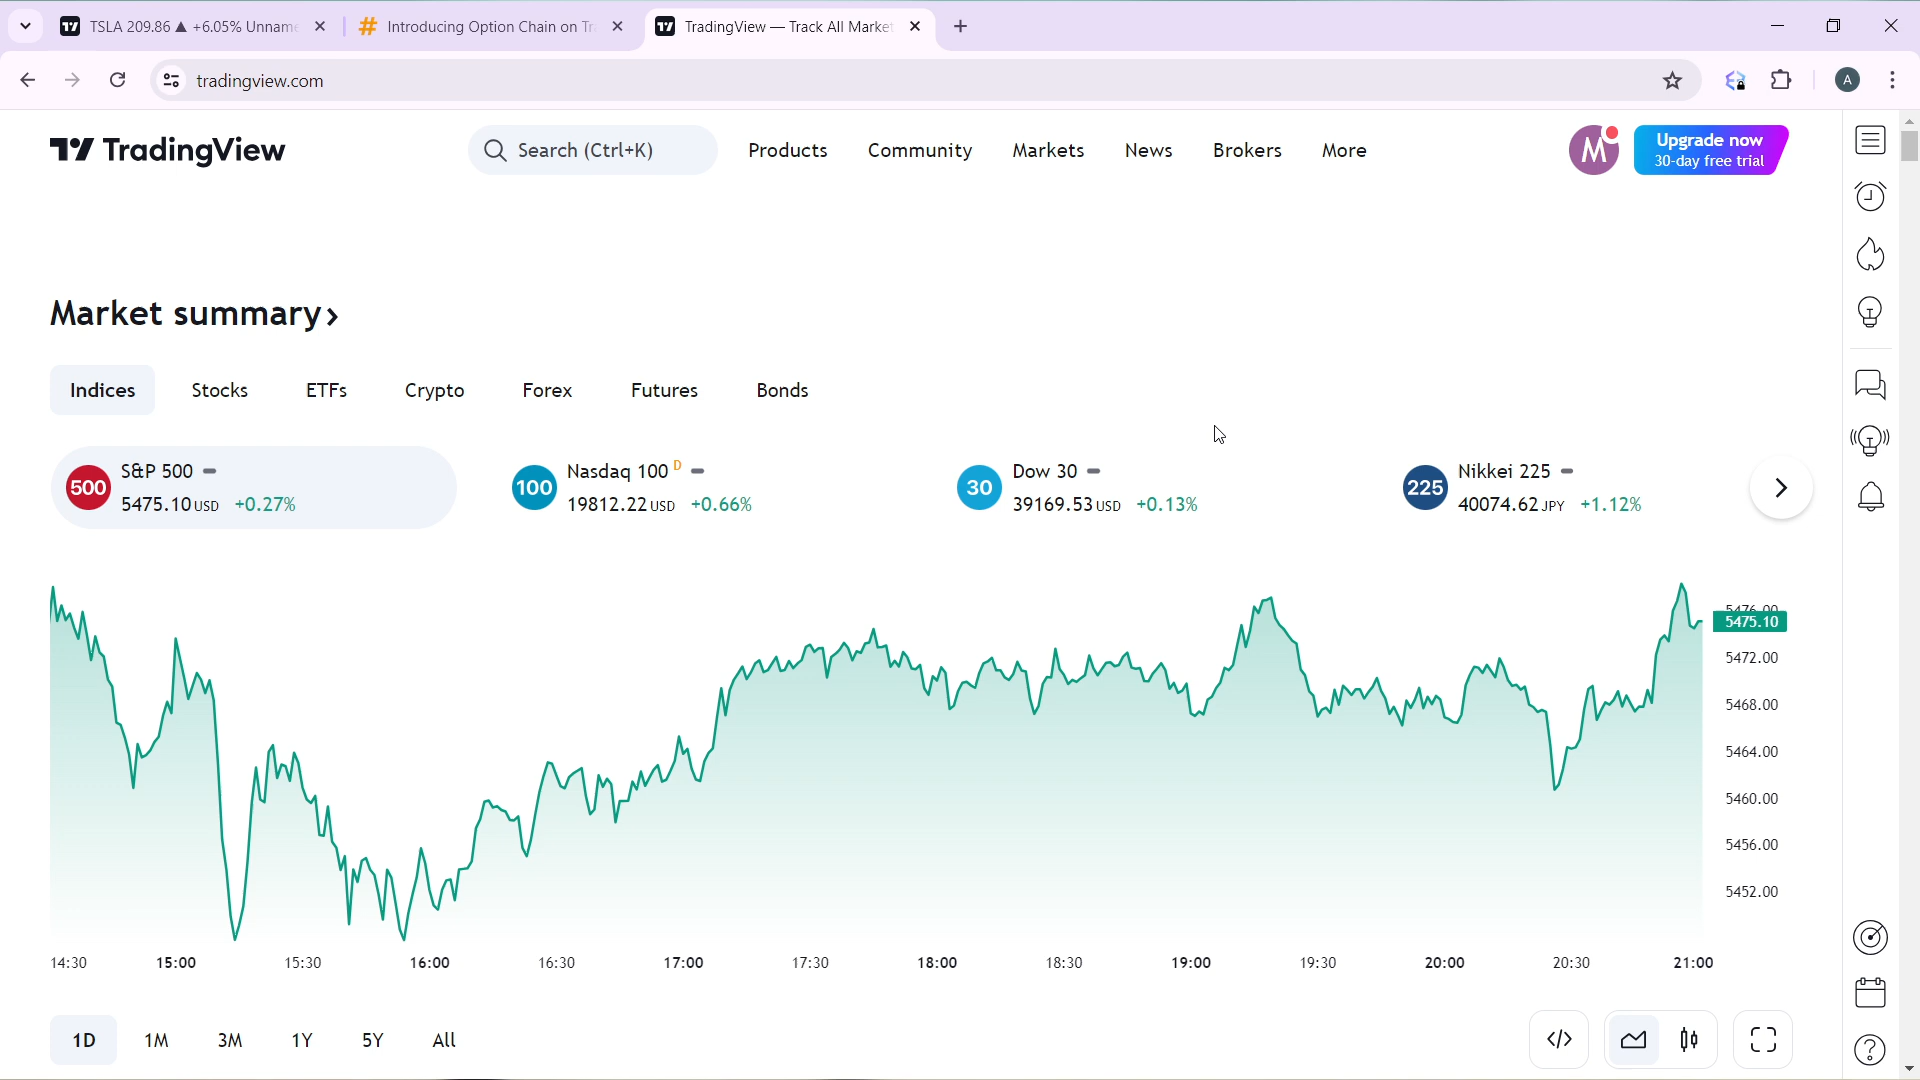 TSLA 209.86 ▲ +6.05% Unname
Introducing Option Chain on Tr
TradingView — Track All Market
tradingview.com
A
TradingView
Search (Ctrl+K)
Products
Community
Markets
News
Brokers
More
M
Upgrade now
30-day free trial
Market summary ›
Indices
Stocks
ETFs
Crypto
Forex
Futures
Bonds
500
S&P 500
5475.10 USD +0.27%
100
Nasdaq 100 D
19812.22 USD +0.66%
30
Dow 30
39169.53 USD +0.13%
225
Nikkei 225
40074.62 JPY +1.12%
5476.00
5475.10
5472.00
5468.00
5464.00
5460.00
5456.00
5452.00
14:30 15:00 15:30 16:00 16:30 17:00 17:30 18:00 18:30 19:00 19:30 20:00 20:30 21:00
1D
1M
3M
1Y
5Y
All